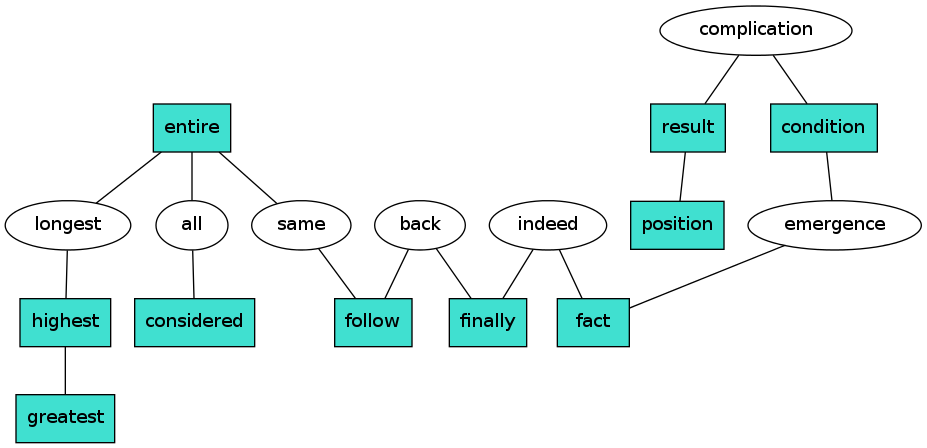 complication
entire
result
condition
longest
all
same
back
indeed
position
emergence
highest
considered
follow
finally
fact
greatest